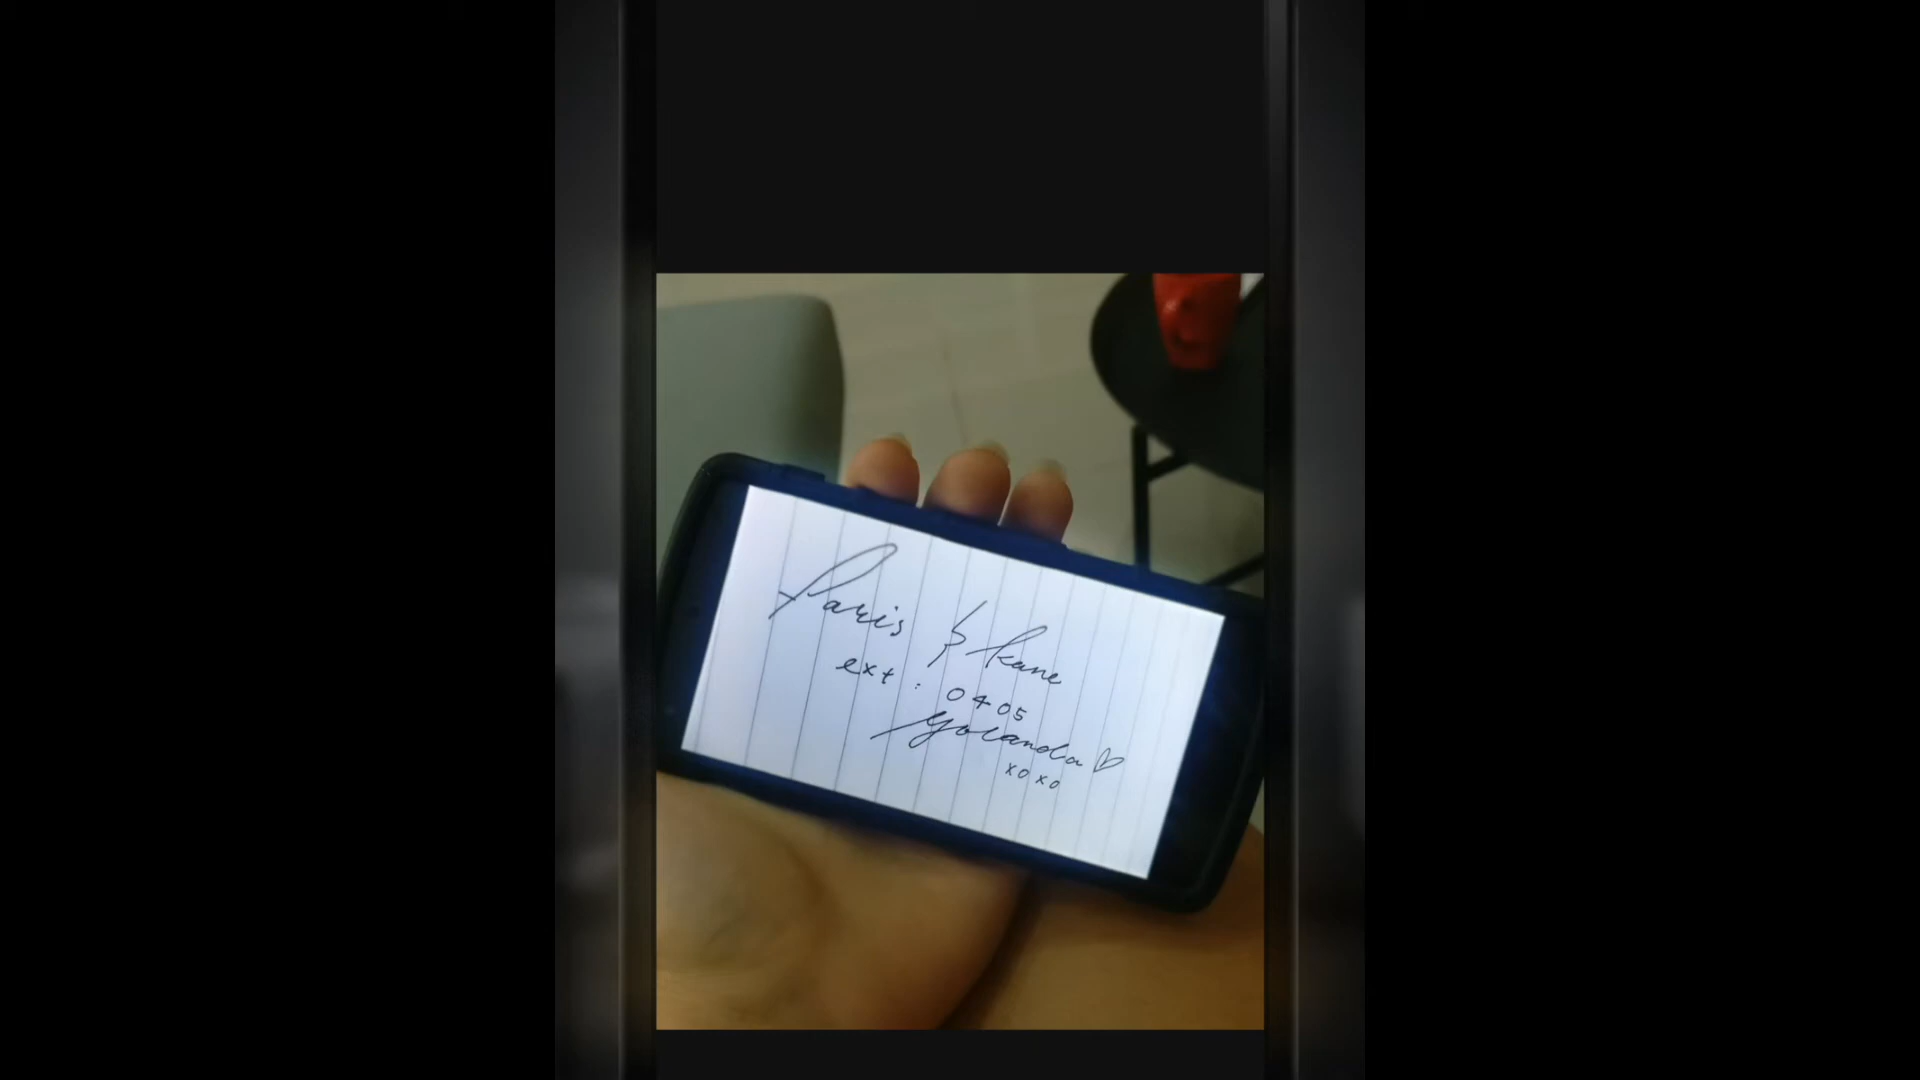 Paris & Kane
ext : 0405
Yolanda ♡
xoxo